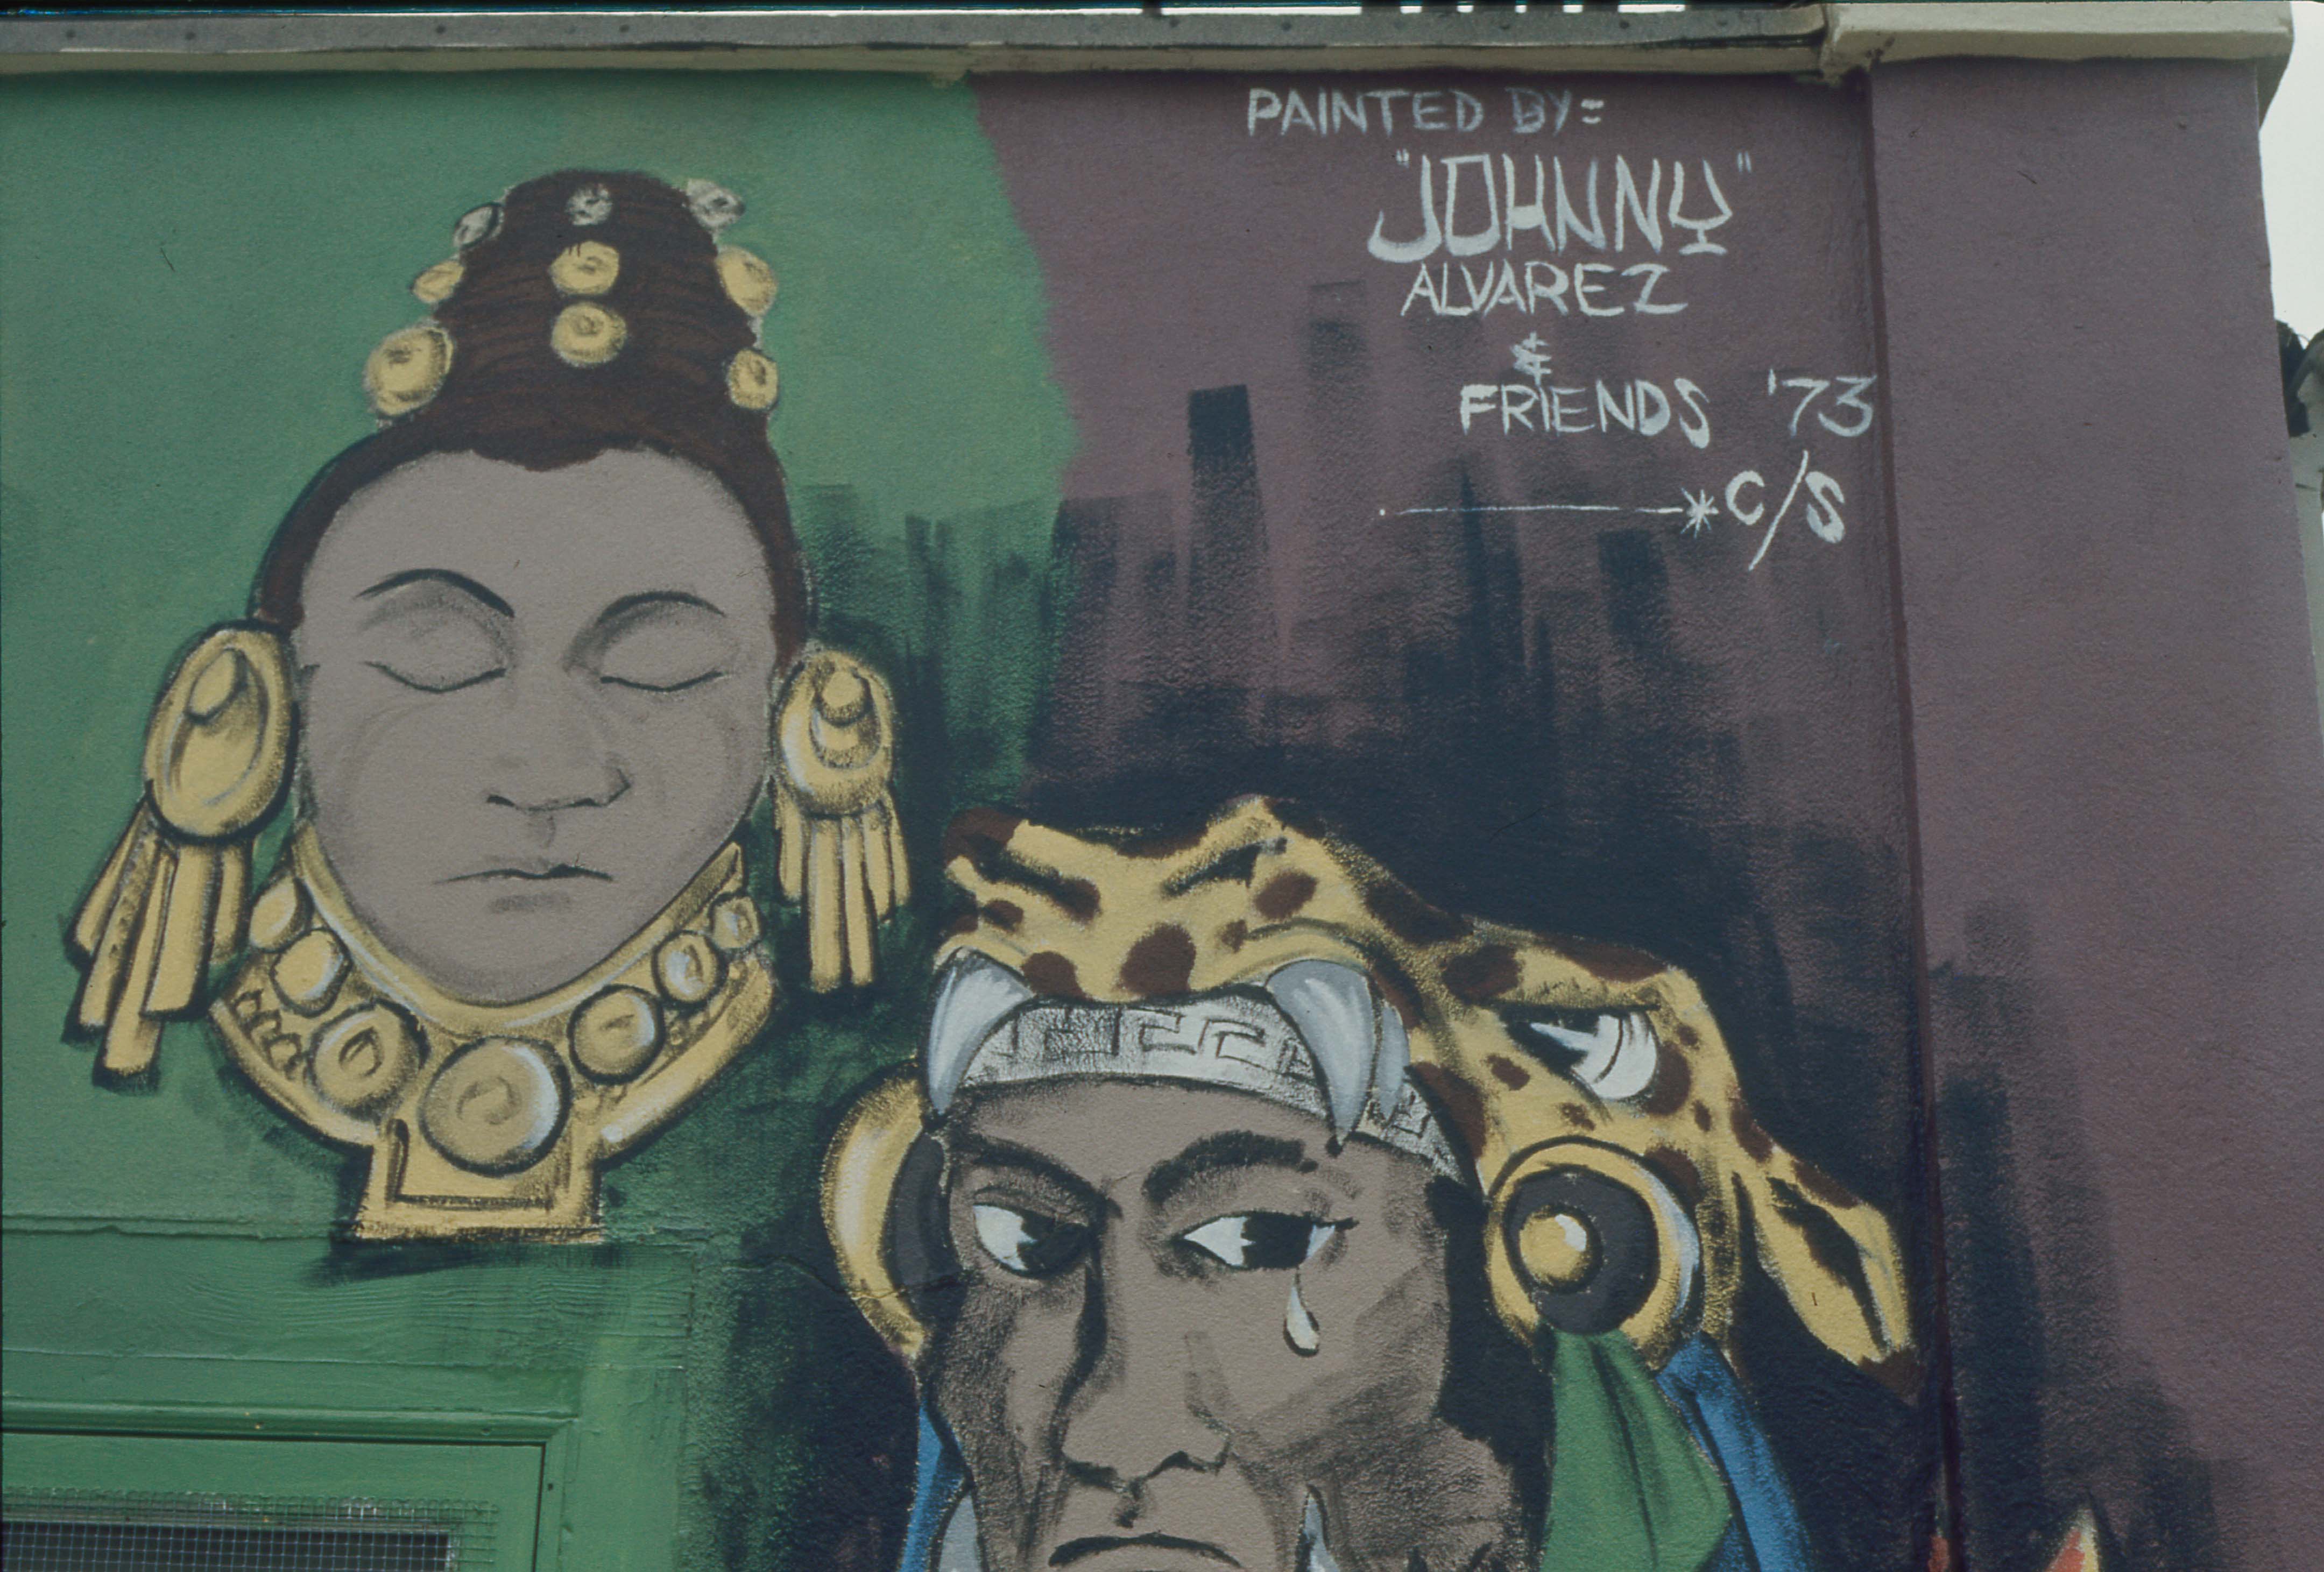 PAINTED BY=
"JOHNNY"
ALVAREZ
&
FRIENDS '73
C/S